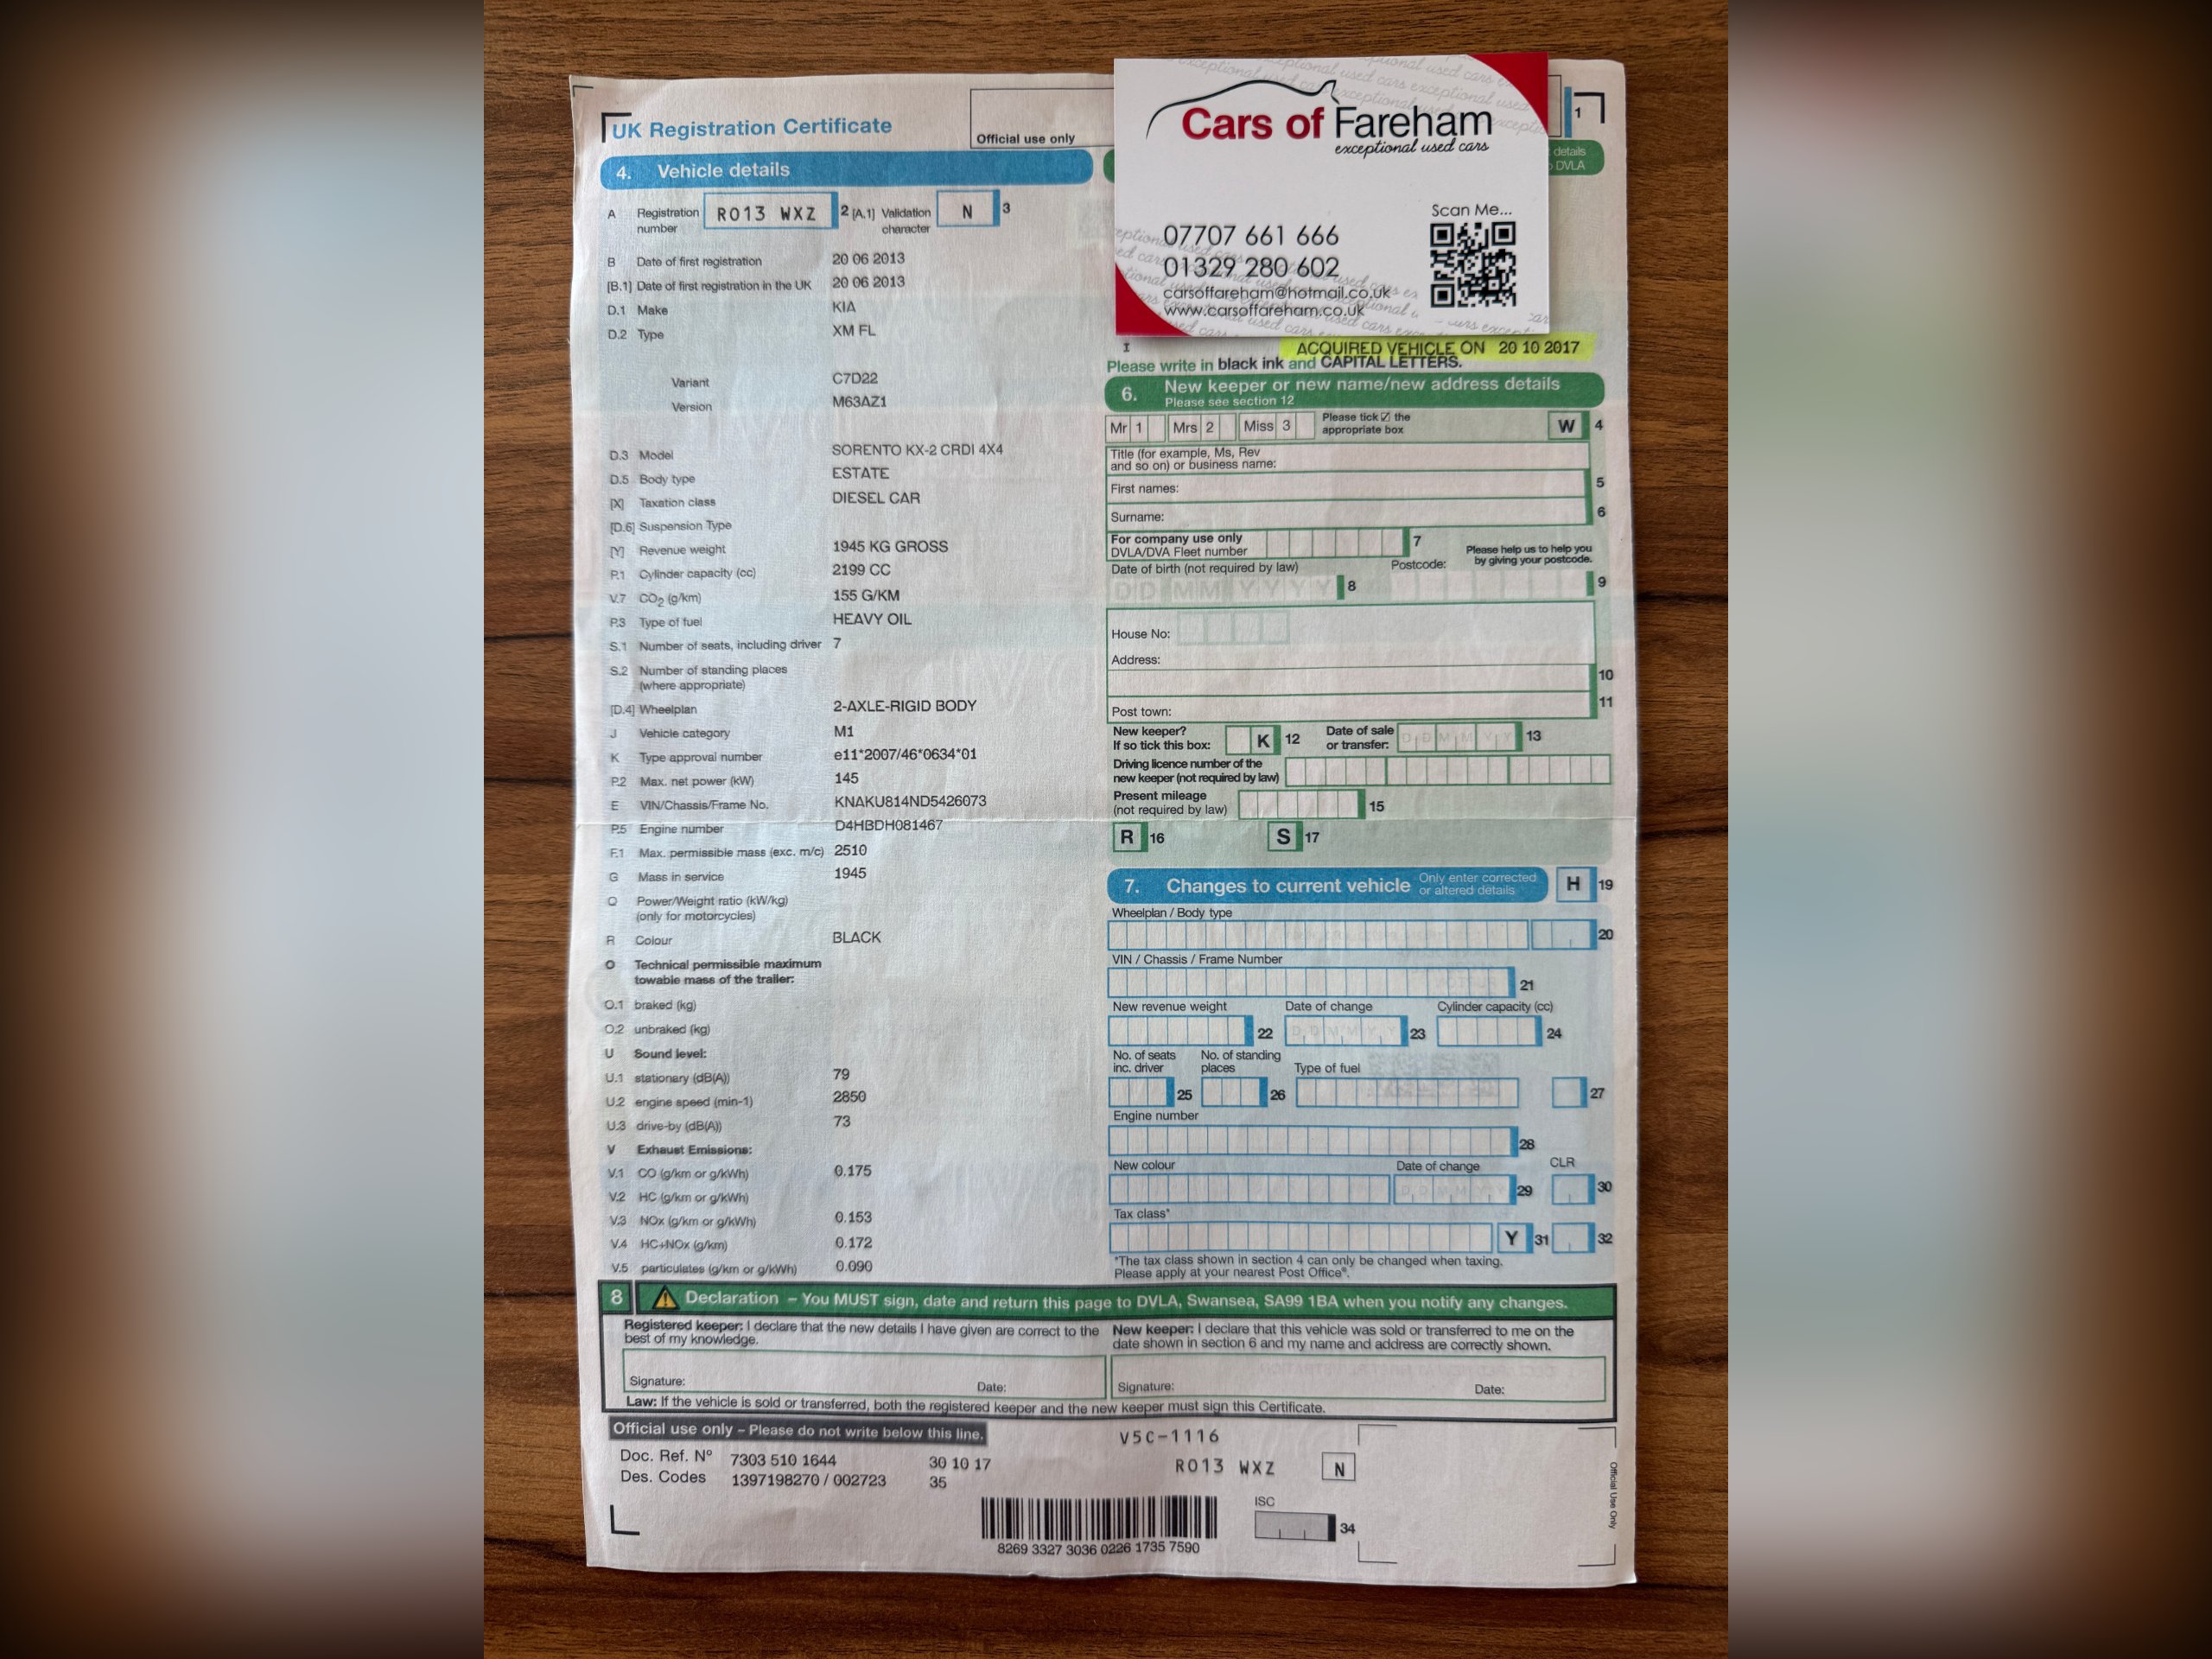 UK Registration Certificate
Official use only
1
4. Vehicle details
details
DVLA
A Registration number RO13 WXZ 2 [A.1] Validation character N 3
B Date of first registration 20 06 2013
[B.1] Date of first registration in the UK 20 06 2013
D.1 Make KIA
D.2 Type XM FL
Variant C7D22
Version M63AZ1
D.3 Model SORENTO KX-2 CRDI 4X4
D.5 Body type ESTATE
[X] Taxation class DIESEL CAR
[D.6] Suspension Type
[Y] Revenue weight 1945 KG GROSS
P.1 Cylinder capacity (cc) 2199 CC
V.7 CO2 (g/km) 155 G/KM
P.3 Type of fuel HEAVY OIL
S.1 Number of seats, including driver 7
S.2 Number of standing places
(where appropriate)
[D.4] Wheelplan 2-AXLE-RIGID BODY
J Vehicle category M1
K Type approval number e11*2007/46*0634*01
P.2 Max. net power (kW) 145
E VIN/Chassis/Frame No. KNAKU814ND5426073
P.5 Engine number D4HBDH081467
F.1 Max. permissible mass (exc. m/c) 2510
G Mass in service 1945
Q Power/Weight ratio (kW/kg)
(only for motorcycles)
R Colour BLACK
O Technical permissible maximum
towable mass of the trailer:
O.1 braked (kg)
O.2 unbraked (kg)
U Sound level:
U.1 stationary (dB(A)) 79
U.2 engine speed (min-1) 2850
U.3 drive-by (dB(A)) 73
V Exhaust Emissions:
V.1 CO (g/km or g/kWh) 0.175
V.2 HC (g/km or g/kWh)
V.3 NOx (g/km or g/kWh) 0.153
V.4 HC+NOx (g/km) 0.172
V.5 particulates (g/km or g/kWh) 0.090
Cars of Fareham
exceptional used cars
Scan Me...
07707 661 666
01329 280 602
carsoffareham@hotmail.co.uk
www.carsoffareham.co.uk
I ACQUIRED VEHICLE ON 20 10 2017
Please write in black ink and CAPITAL LETTERS.
6. New keeper or new name/new address details
Please see section 12
Mr 1 Mrs 2 Miss 3 Please tick ☑ the appropriate box W 4
Title (for example, Ms, Rev
and so on) or business name:
First names: 5
Surname: 6
For company use only
DVLA/DVA Fleet number 7
Please help us to help you
by giving your postcode.
Date of birth (not required by law) Postcode:
D D M M Y Y Y Y 8 9
House No:
Address:
10
11
Post town:
New keeper?
If so tick this box: K 12 Date of sale or transfer: D D M M Y Y 13
Driving licence number of the
new keeper (not required by law)
Present mileage
(not required by law) 15
R 16 S 17
7. Changes to current vehicle Only enter corrected or altered details H 19
Wheelplan / Body type
20
VIN / Chassis / Frame Number
21
New revenue weight Date of change Cylinder capacity (cc)
22 D D M M Y Y 23 24
No. of seats inc. driver No. of standing places Type of fuel
25 26 27
Engine number
28
New colour Date of change CLR
D D M M Y Y 29 30
Tax class*
Y 31 32
*The tax class shown in section 4 can only be changed when taxing.
Please apply at your nearest Post Office®.
8 Declaration – You MUST sign, date and return this page to DVLA, Swansea, SA99 1BA when you notify any changes.
Registered keeper: I declare that the new details I have given are correct to the
best of my knowledge.
Signature: Date:
New keeper: I declare that this vehicle was sold or transferred to me on the
date shown in section 6 and my name and address are correctly shown.
Signature: Date:
Law: If the vehicle is sold or transferred, both the registered keeper and the new keeper must sign this Certificate.
Official use only – Please do not write below this line.
Doc. Ref. Nº 7303 510 1644 30 10 17
Des. Codes 1397198270 / 002723 35
V5C-1116
RO13 WXZ N
ISC
34
8269 3327 3036 0226 1735 7590
Official Use Only